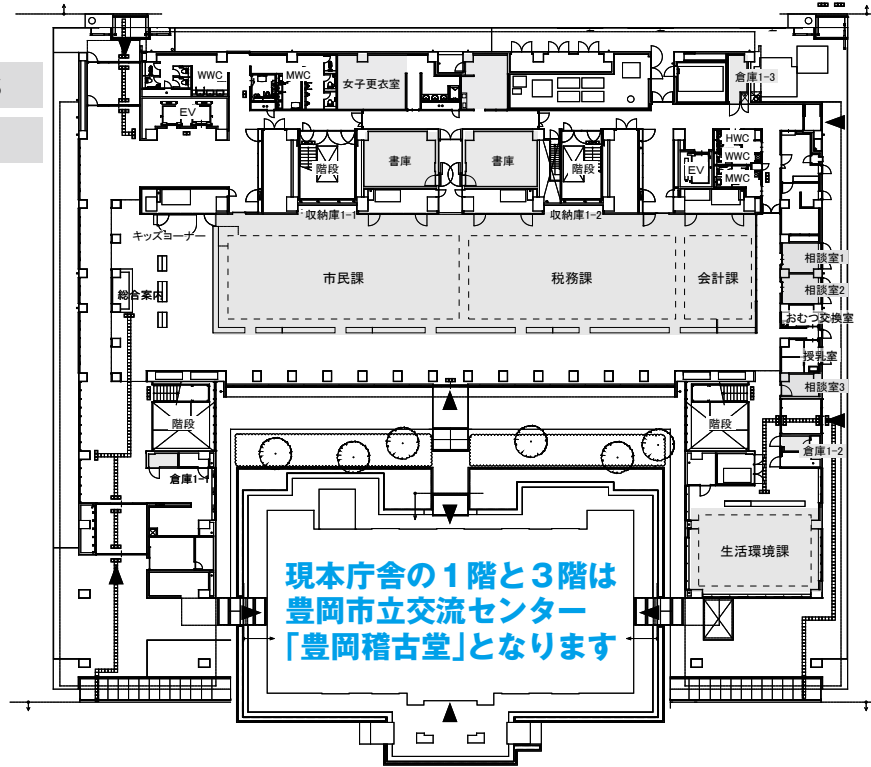 倉庫1-3
WWC
MWC
女子更衣室
EV
HWC
WWC
MWC
EV
階段
書庫
書庫
階段
収納庫1-1
収納庫1-2
キッズコーナー
市民課
税務課
会計課
相談室1
相談室2
総合案内
おむつ交換室
授乳室
相談室3
階段
階段
倉庫1-1
倉庫1-2
生活環境課
現本庁舎の1階と3階は
豊岡市立交流センター
「豊岡稽古堂」となります